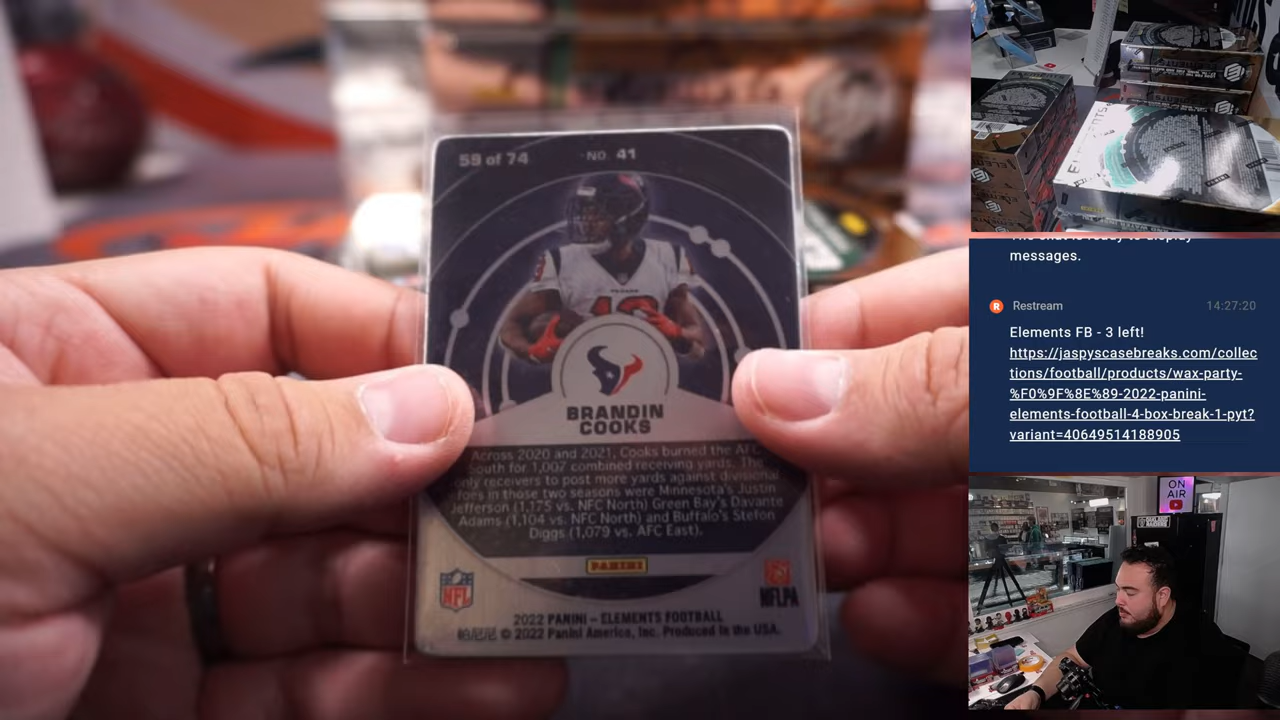 59 of 74
NO. 41
BRANDIN
COOKS
Across 2020 and 2021, Cooks burned the AFC
South for 1,007 combined receiving yards. The
only receivers to post more yards against divisional
foes in those two seasons were Minnesota's Justin
Jefferson (1,175 vs. NFC North) Green Bay's Davante
Adams (1,104 vs. NFC North) and Buffalo's Stefon
Diggs (1,079 vs. AFC East).
PANINI
NFL
NFLPA
2022 PANINI – ELEMENTS FOOTBALL
帕尼尼 © 2022 Panini America, Inc. Produced in the USA.
messages.
R Restream 14:27:20
Elements FB - 3 left!
https://jaspyscasebreaks.com/collec
tions/football/products/wax-party-
%F0%9F%8E%89-2022-panini-
elements-football-4-box-break-1-pyt?
variant=40649514188905
ON
AIR